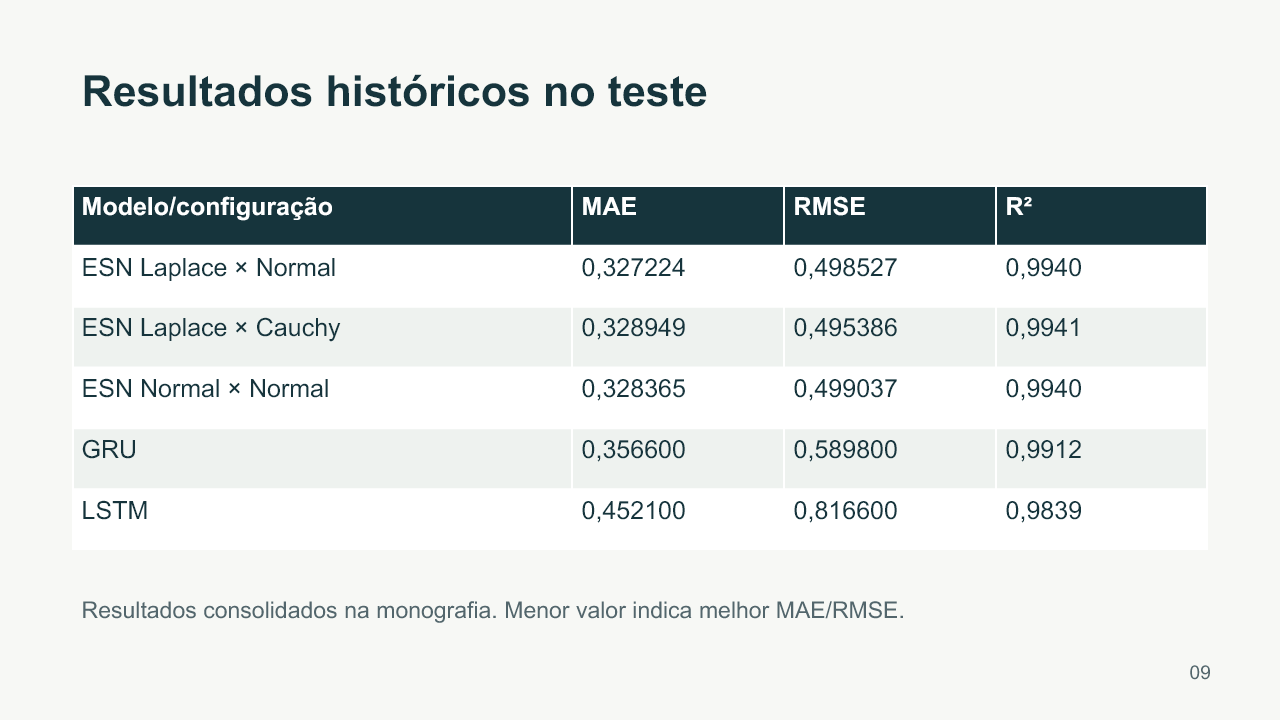 Resultados históricos no teste
Modelo/configuração MAE RMSE R²
ESN Laplace × Normal 0,327224 0,498527 0,9940
ESN Laplace × Cauchy 0,328949 0,495386 0,9941
ESN Normal × Normal 0,328365 0,499037 0,9940
GRU 0,356600 0,589800 0,9912
LSTM 0,452100 0,816600 0,9839
Resultados consolidados na monografia. Menor valor indica melhor MAE/RMSE.
09